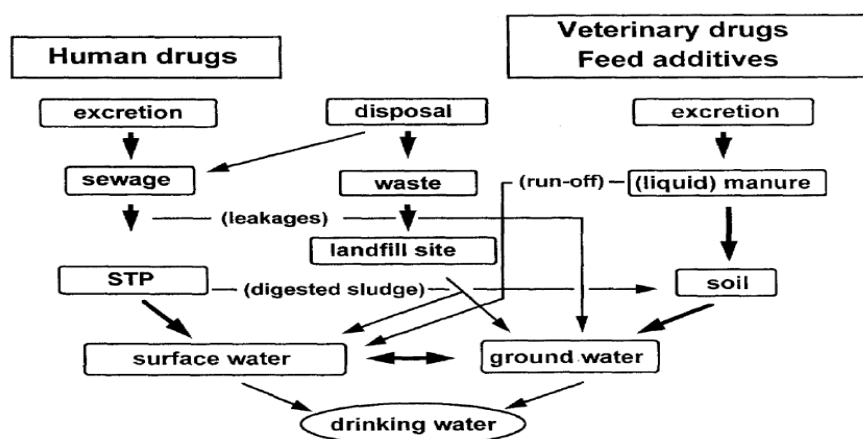 Human drugs
Veterinary drugs
Feed additives
excretion
disposal
excretion
sewage
waste
(run-off)
(liquid) manure
(leakages)
landfill site
STP
(digested sludge)
soil
surface water
ground water
drinking water